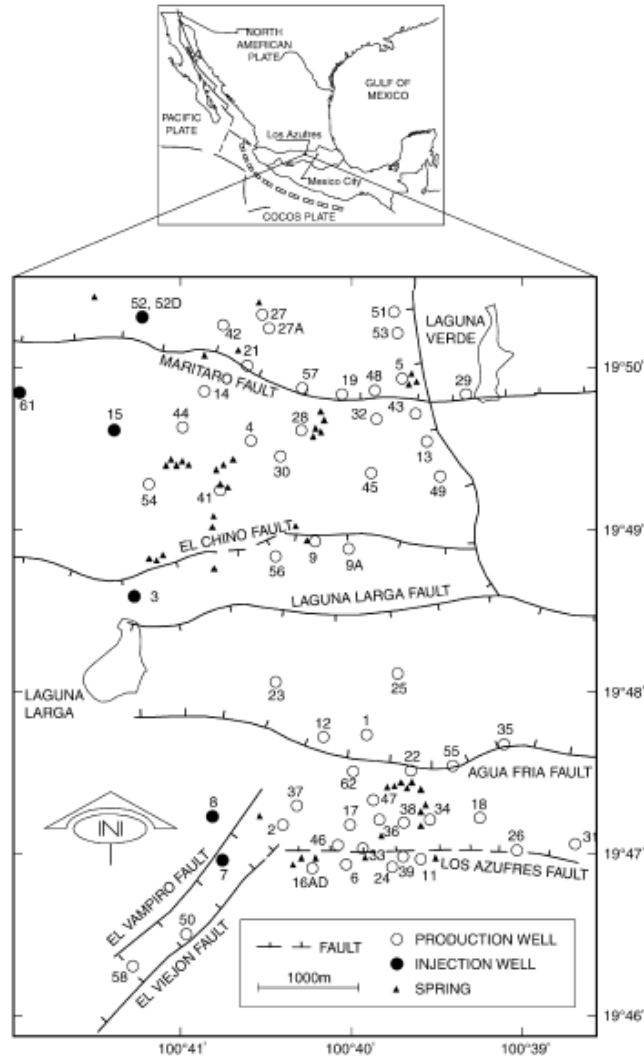 NORTH
AMERICAN
PLATE
GULF OF
MEXICO
PACIFIC
PLATE
Los Azufres
Mexico City
COCOS PLATE
52, 52D
27
51
42
27A
53
LAGUNA
VERDE
21
19°50'
MARITARO FAULT
57
48
5
29
14
19
61
15
44
28
32
43
4
13
30
54
41
45
49
19°49'
EL CHINO FAULT
9
56
9A
3
LAGUNA LARGA FAULT
LAGUNA
LARGA
23
25
19°48'
12
1
35
55
62
22
AGUA FRIA FAULT
37
47
8
2
17
38
34
18
36
INI
46
26
31
33
19°47'
7
16AD
6
24
39
11
LOS AZUFRES FAULT
EL VAMPIRO FAULT
50
EL VIEJON FAULT
58
FAULT
1000m
PRODUCTION WELL
INJECTION WELL
SPRING
19°46'
100°41'
100°40'
100°39'